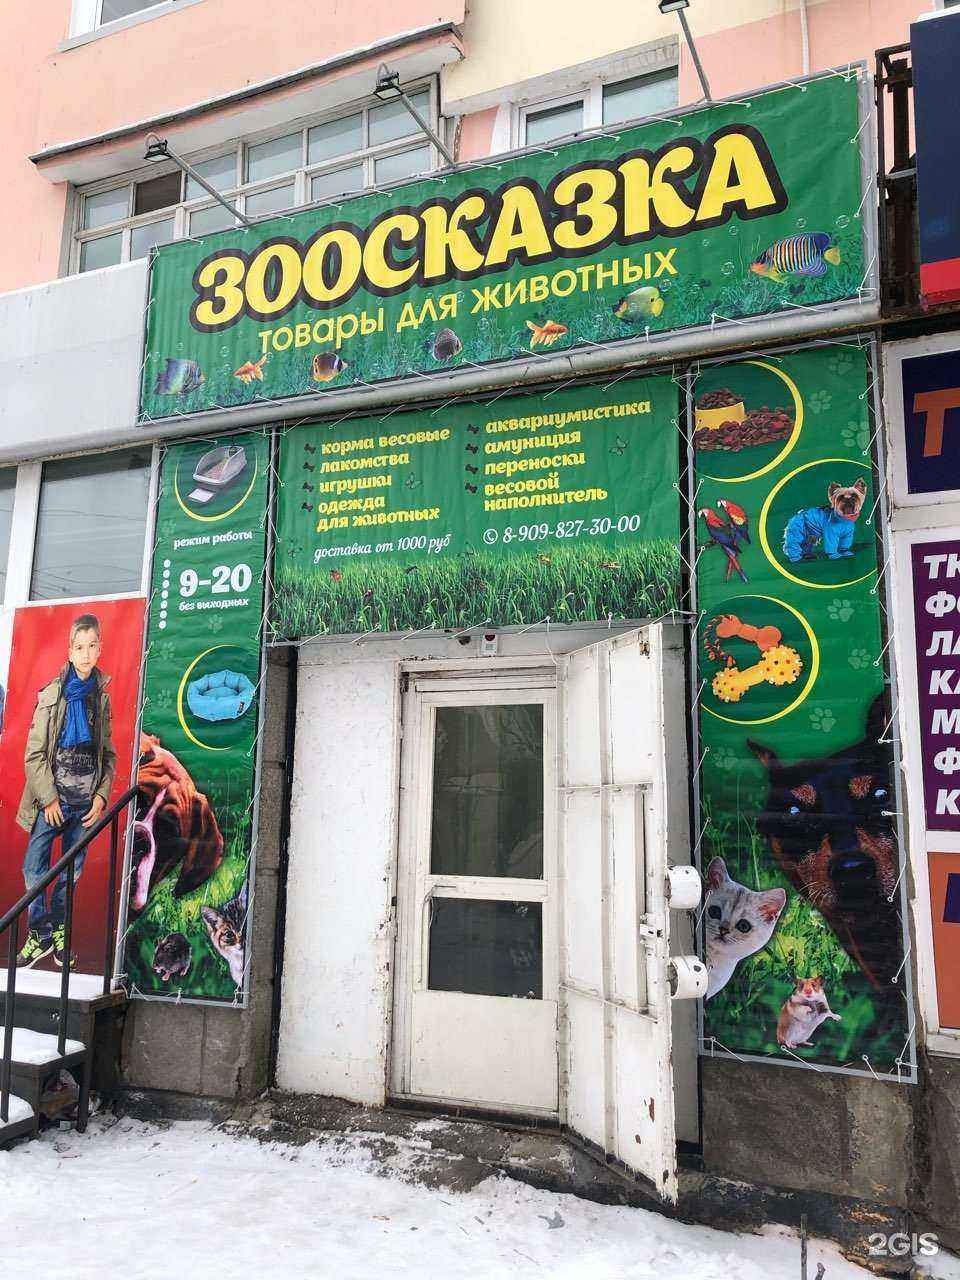 ЗООСКАЗКА
товары для животных
корма весовые
лакомства
игрушки
одежда
для животных
аквариумистика
амуниция
переноски
весовой
наполнитель
доставка от 1000 руб
8-909-827-30-00
режим работы
9-20
без выходных
2GIS